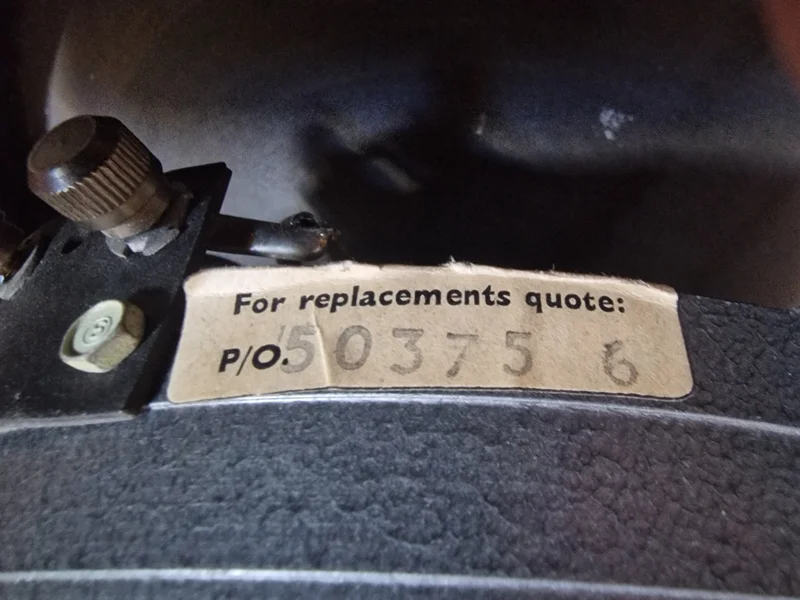 For replacements quote:
P/O. 50375 6